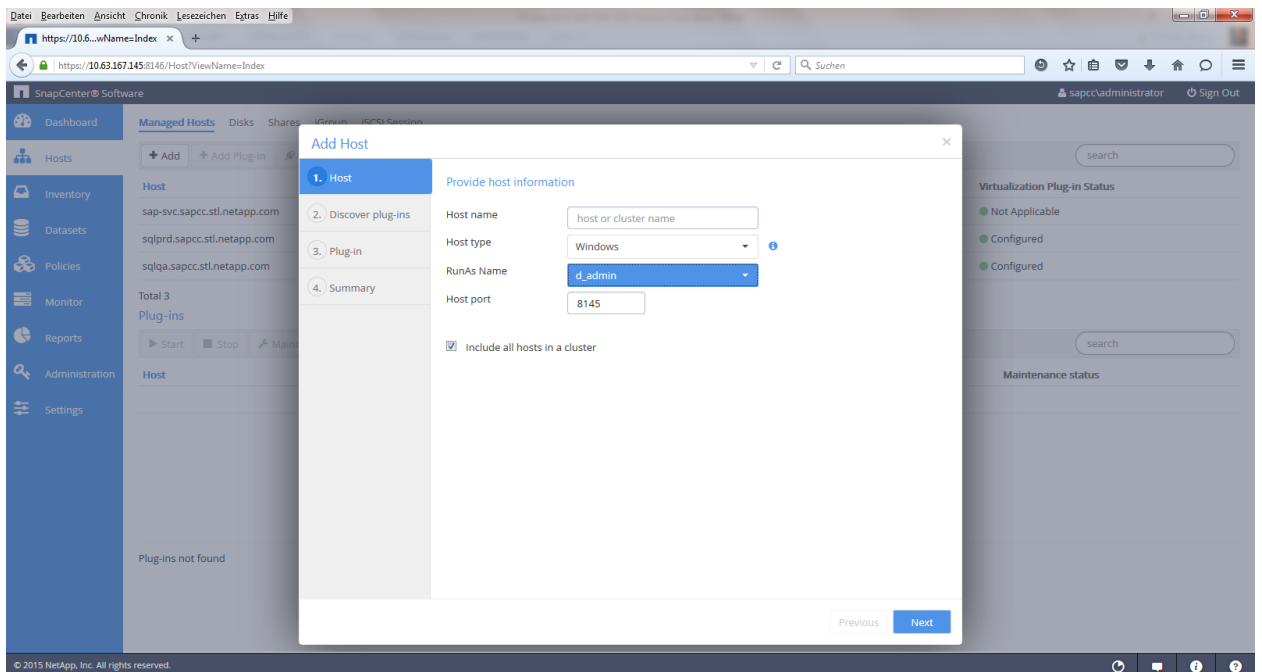 Datei Bearbeiten Ansicht Chronik Lesezeichen Extras Hilfe
https://10.6...wName=Index × +
https://10.63.167.145:8146/Host?ViewName=Index Suchen
SnapCenter® Software sapcc\administrator Sign Out
Dashboard
Hosts
Inventory
Datasets
Policies
Monitor
Reports
Administration
Settings
Managed Hosts Disks Shares iGroup iSCSI Session
+ Add + Add Plug-in
search
Host Virtualization Plug-in Status
sap-svc.sapcc.stl.netapp.com Not Applicable
sqlprd.sapcc.stl.netapp.com Configured
sqlqa.sapcc.stl.netapp.com Configured
Total 3
Plug-ins
Start Stop Maint
search
Host Maintenance status
Plug-ins not found
Add Host ×
1. Host
2. Discover plug-ins
3. Plug-in
4. Summary
Provide host information
Host name host or cluster name
Host type Windows
RunAs Name d_admin
Host port 8145
Include all hosts in a cluster
Previous Next
© 2015 NetApp, Inc. All rights reserved.